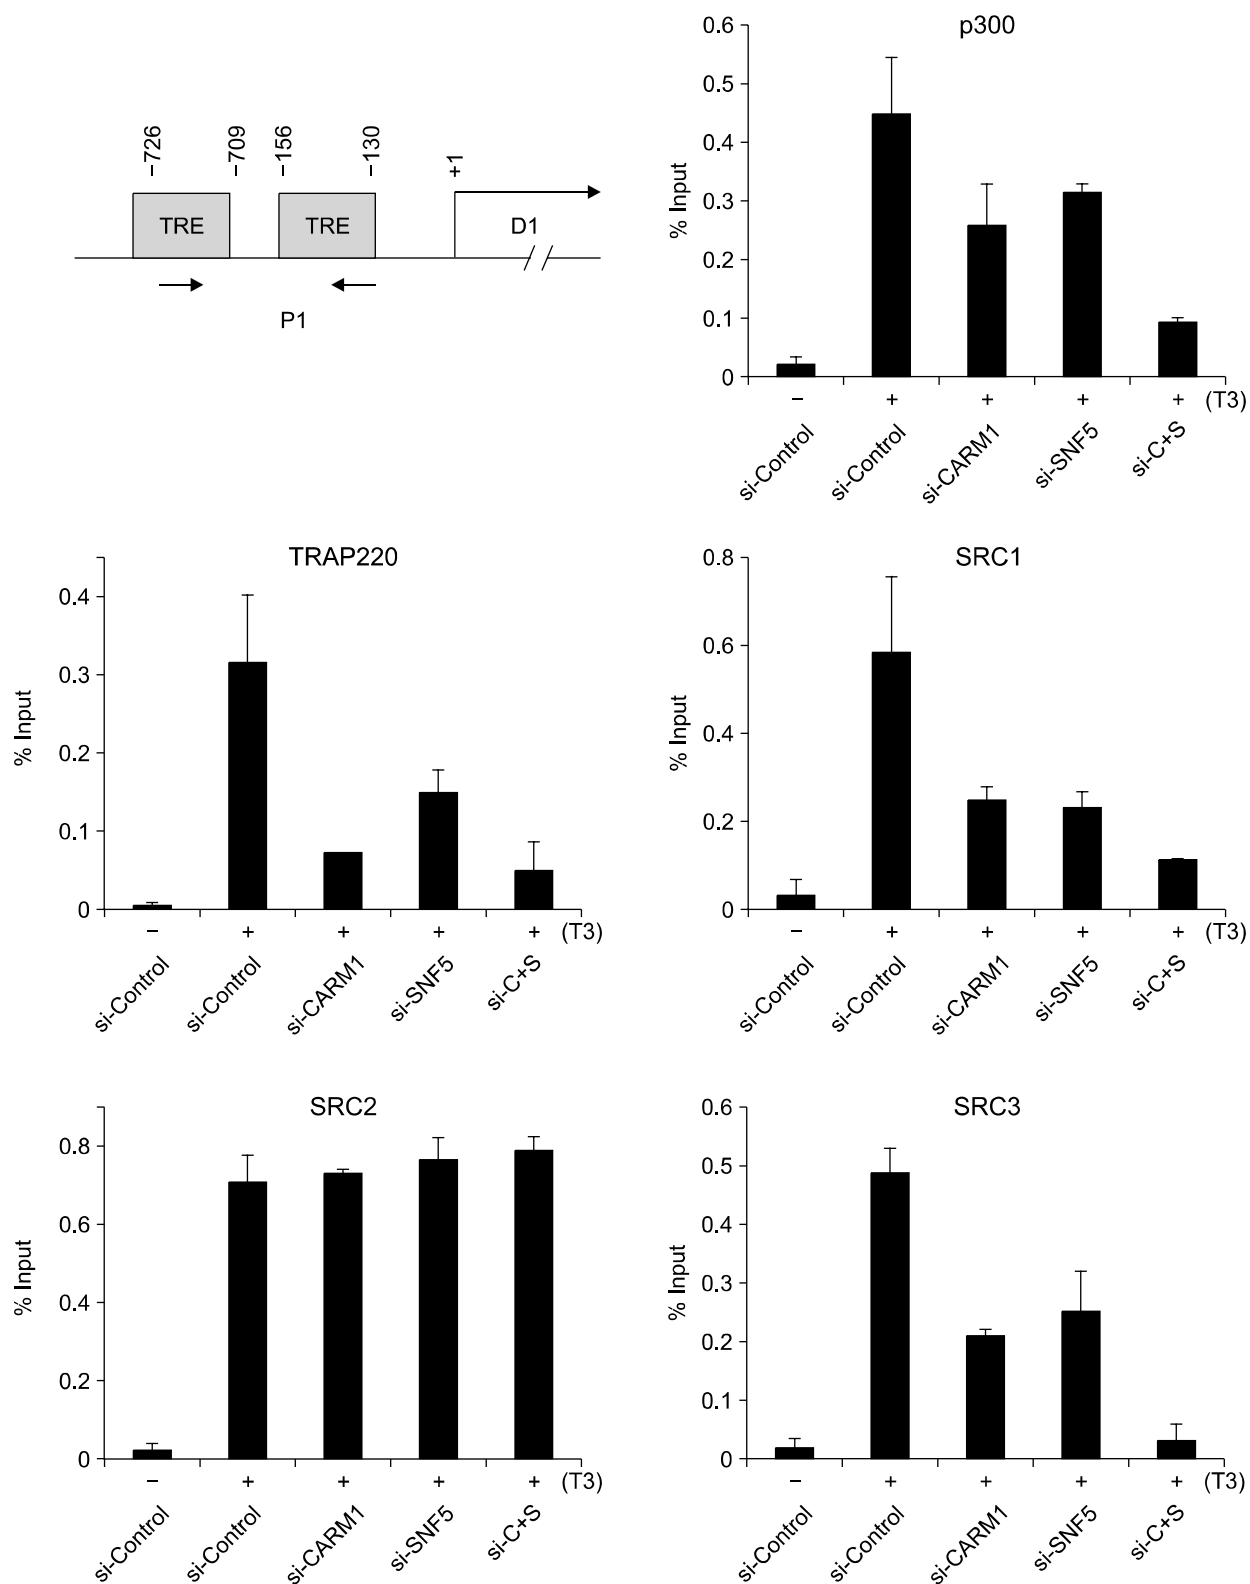 −726
−709
−156
−130
+1
TRE
TRE
D1
P1
p300
% Input
0.6
0.5
0.4
0.3
0.2
0.1
0
− + + + + (T3)
si-Control si-Control si-CARM1 si-SNF5 si-C+S
TRAP220
% Input
0.4
0.3
0.2
0.1
0
− + + + + (T3)
si-Control si-Control si-CARM1 si-SNF5 si-C+S
SRC1
% Input
0.8
0.6
0.4
0.2
0
− + + + + (T3)
si-Control si-Control si-CARM1 si-SNF5 si-C+S
SRC2
% Input
0.8
0.6
0.4
0.2
0
− + + + + (T3)
si-Control si-Control si-CARM1 si-SNF5 si-C+S
SRC3
% Input
0.6
0.5
0.4
0.3
0.2
0.1
0
− + + + + (T3)
si-Control si-Control si-CARM1 si-SNF5 si-C+S